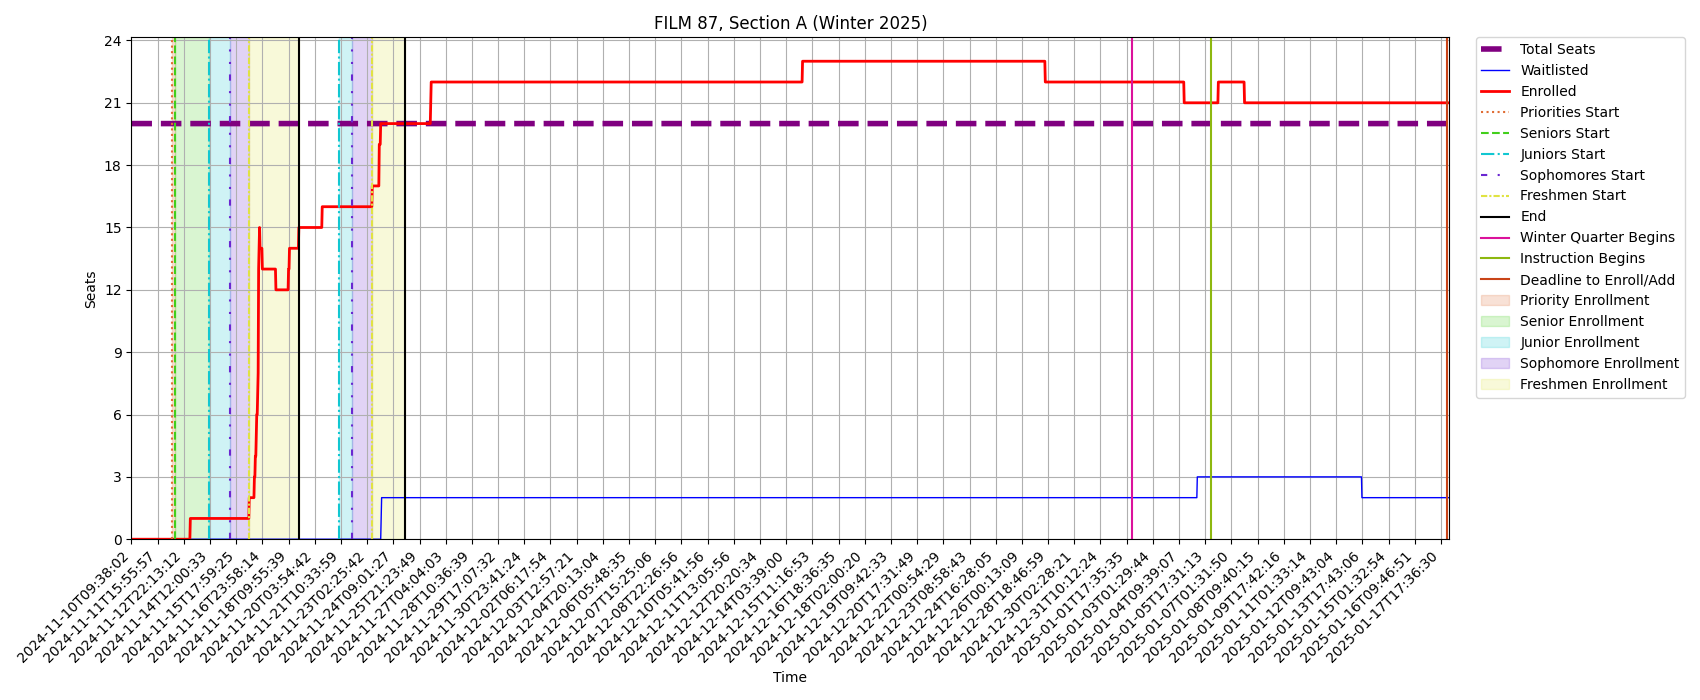 FILM 87, Section A (Winter 2025)
Seats
24
21
18
15
12
9
6
3
0
2024-11-10T09:38:02
2024-11-11T15:55:57
2024-11-12T22:13:12
2024-11-14T12:00:33
2024-11-15T17:59:25
2024-11-16T23:58:14
2024-11-18T09:55:39
2024-11-20T03:54:42
2024-11-21T10:33:59
2024-11-23T02:25:42
2024-11-24T09:01:27
2024-11-25T21:23:49
2024-11-27T04:04:03
2024-11-28T10:36:39
2024-11-29T17:07:32
2024-11-30T23:41:24
2024-12-02T06:17:54
2024-12-03T12:57:21
2024-12-04T20:13:04
2024-12-06T05:48:35
2024-12-07T15:25:06
2024-12-08T22:26:56
2024-12-10T05:41:56
2024-12-11T13:05:56
2024-12-12T20:20:34
2024-12-14T03:39:00
2024-12-15T11:16:53
2024-12-16T18:36:35
2024-12-18T02:00:20
2024-12-19T09:42:33
2024-12-20T17:31:49
2024-12-22T00:54:29
2024-12-23T08:58:43
2024-12-24T16:28:05
2024-12-26T00:13:09
2024-12-28T18:46:59
2024-12-30T02:28:21
2024-12-31T10:12:24
2025-01-01T17:35:35
2025-01-03T01:29:44
2025-01-04T09:39:07
2025-01-05T17:31:13
2025-01-07T01:31:50
2025-01-08T09:40:15
2025-01-09T17:42:16
2025-01-11T01:33:14
2025-01-12T09:43:04
2025-01-13T17:43:06
2025-01-15T01:32:54
2025-01-16T09:46:51
2025-01-17T17:36:30
Time
Total Seats
Waitlisted
Enrolled
Priorities Start
Seniors Start
Juniors Start
Sophomores Start
Freshmen Start
End
Winter Quarter Begins
Instruction Begins
Deadline to Enroll/Add
Priority Enrollment
Senior Enrollment
Junior Enrollment
Sophomore Enrollment
Freshmen Enrollment